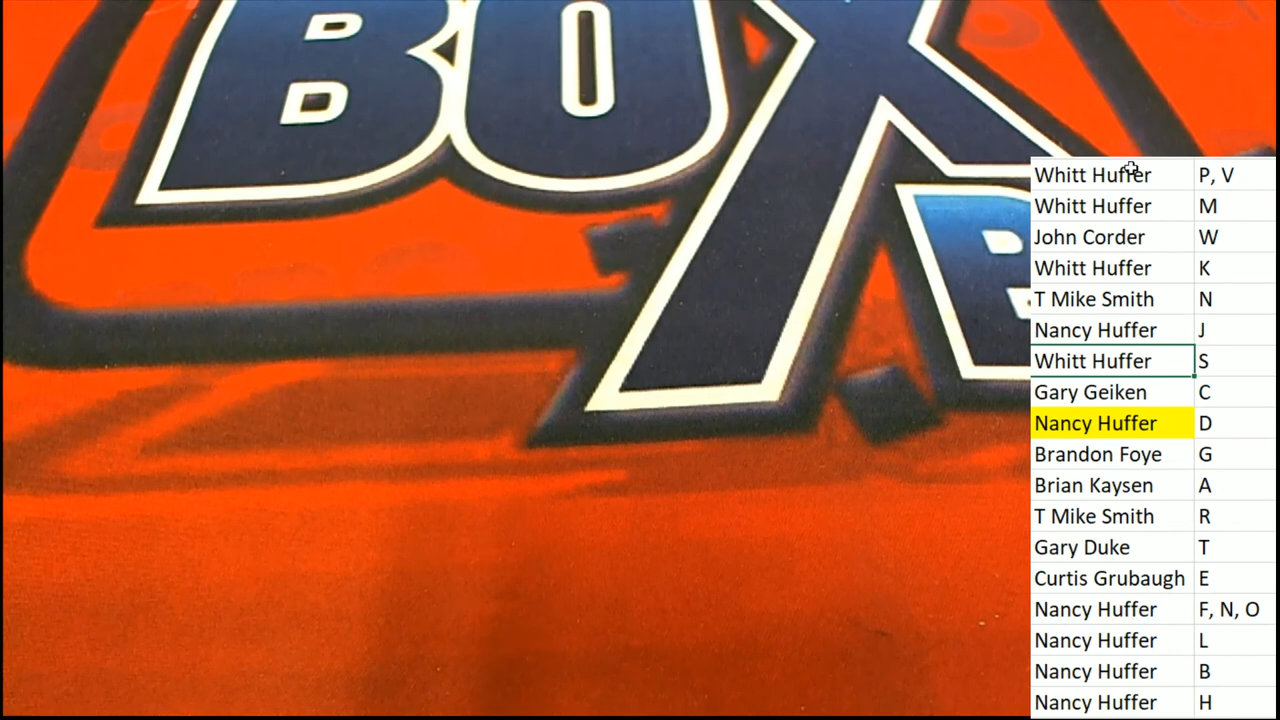 BOX
Whitt Huffer P, V
Whitt Huffer M
John Corder W
Whitt Huffer K
T Mike Smith N
Nancy Huffer J
Whitt Huffer S
Gary Geiken C
Nancy Huffer D
Brandon Foye G
Brian Kaysen A
T Mike Smith R
Gary Duke T
Curtis Grubaugh E
Nancy Huffer F, N, O
Nancy Huffer L
Nancy Huffer B
Nancy Huffer H